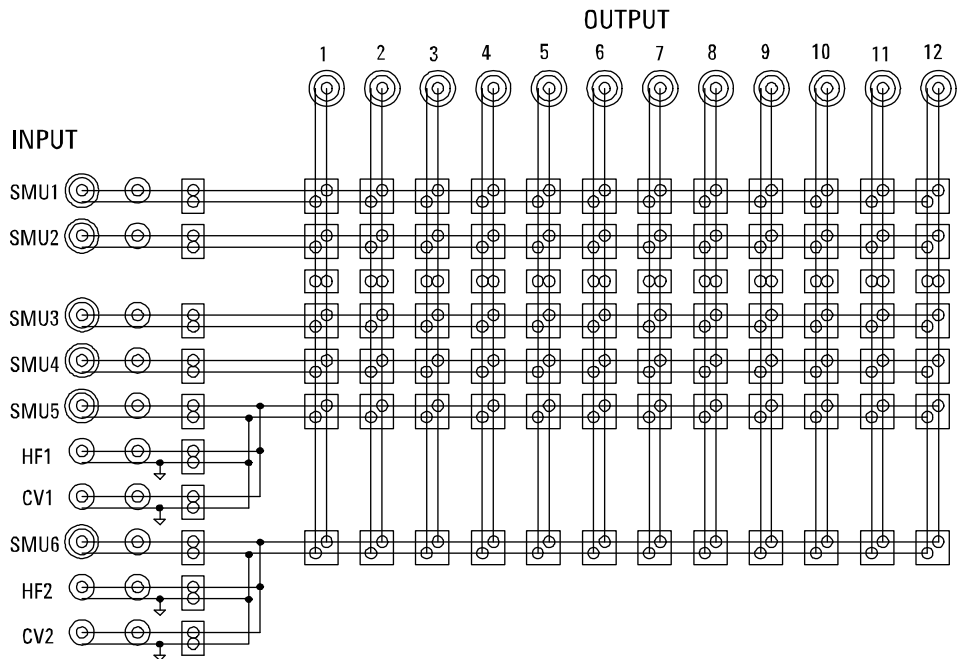 OUTPUT
1 2 3 4 5 6 7 8 9 10 11 12
INPUT
SMU1
SMU2
SMU3
SMU4
SMU5
HF1
CV1
SMU6
HF2
CV2